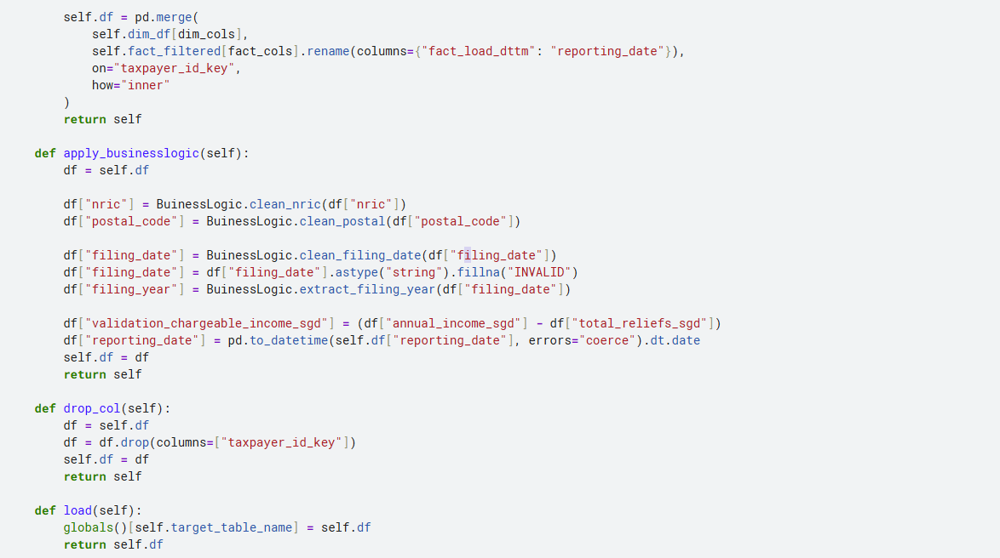 self.df = pd.merge(
self.dim_df[dim_cols],
self.fact_filtered[fact_cols].rename(columns={"fact_load_dttm": "reporting_date"}),
on="taxpayer_id_key",
how="inner"
)
return self
def apply_businesslogic(self):
df = self.df
df["nric"] = BuinessLogic.clean_nric(df["nric"])
df["postal_code"] = BuinessLogic.clean_postal(df["postal_code"])
df["filing_date"] = BuinessLogic.clean_filing_date(df["filing_date"])
df["filing_date"] = df["filing_date"].astype("string").fillna("INVALID")
df["filing_year"] = BuinessLogic.extract_filing_year(df["filing_date"])
df["validation_chargeable_income_sgd"] = (df["annual_income_sgd"] - df["total_reliefs_sgd"])
df["reporting_date"] = pd.to_datetime(self.df["reporting_date"], errors="coerce").dt.date
self.df = df
return self
def drop_col(self):
df = self.df
df = df.drop(columns=["taxpayer_id_key"])
self.df = df
return self
def load(self):
globals()[self.target_table_name] = self.df
return self.df